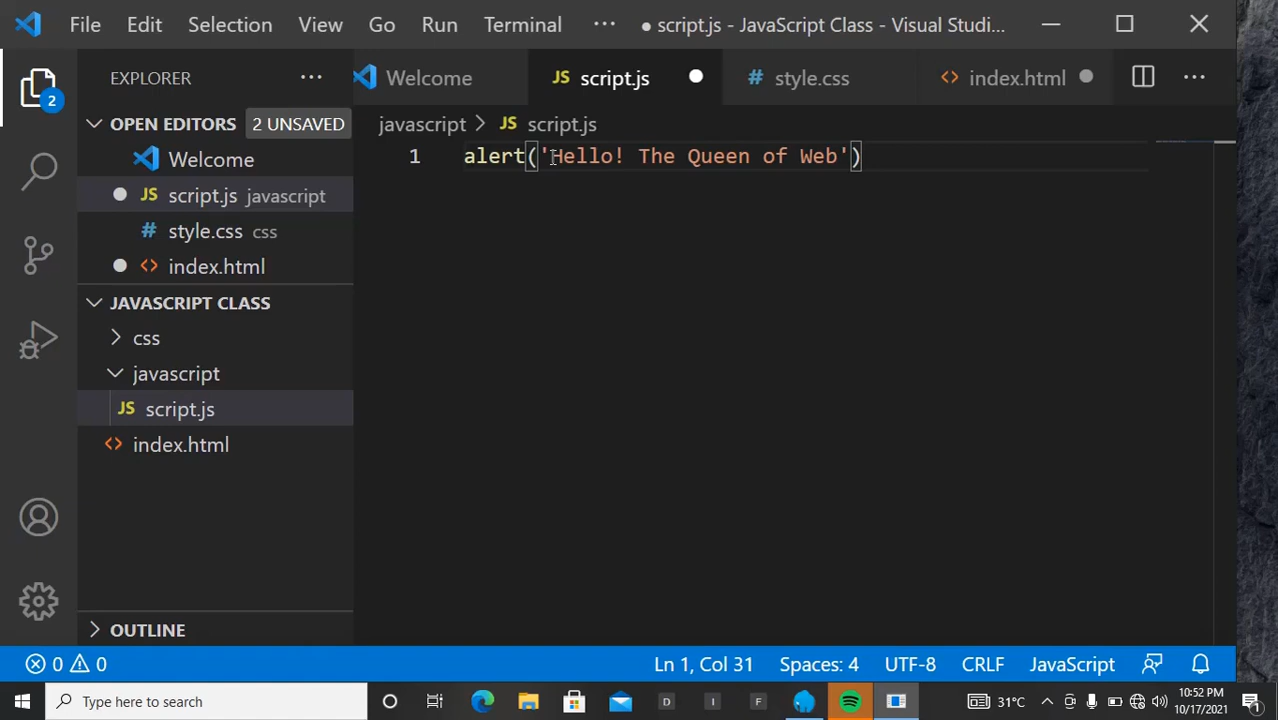 File Edit Selection View Go Run Terminal ··· ● script.js - JavaScript Class - Visual Studi...
EXPLORER ···
Welcome JS script.js ● # style.css <> index.html ● ···
2
OPEN EDITORS 2 UNSAVED
javascript > JS script.js
1 alert('Hello! The Queen of Web')
Welcome
● JS script.js javascript
# style.css css
● <> index.html
JAVASCRIPT CLASS
css
javascript
JS script.js
<> index.html
OUTLINE
0 0 Ln 1, Col 31 Spaces: 4 UTF-8 CRLF JavaScript
Type here to search D I F 31°C 10:52 PM
10/17/2021 1